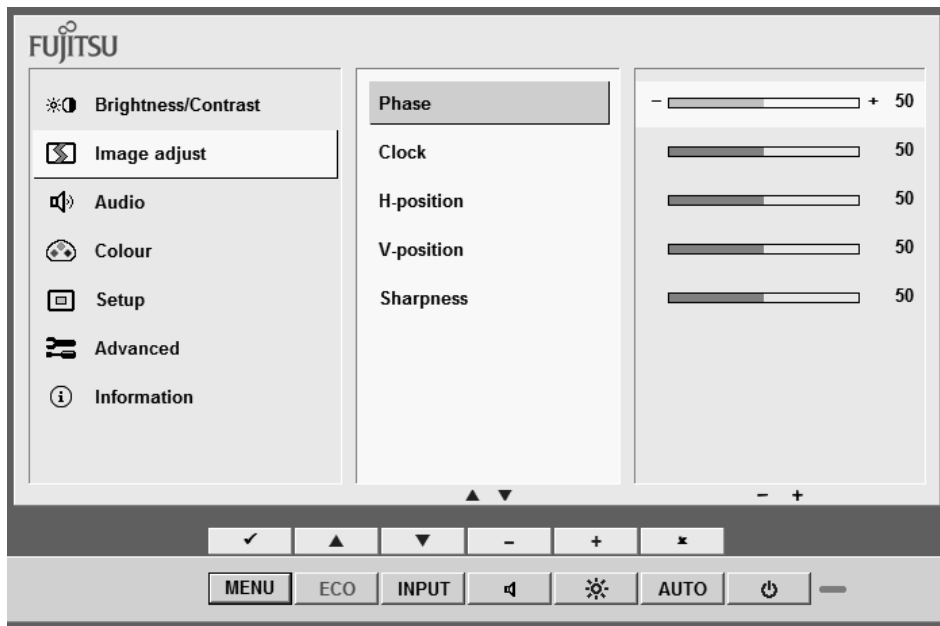 FUJITSU
Brightness/Contrast
Image adjust
Audio
Colour
Setup
Advanced
Information
Phase
Clock
H-position
V-position
Sharpness
- + 50
50
50
50
50
▲ ▼ - +
✓ ▲ ▼ - + x
MENU ECO INPUT AUTO